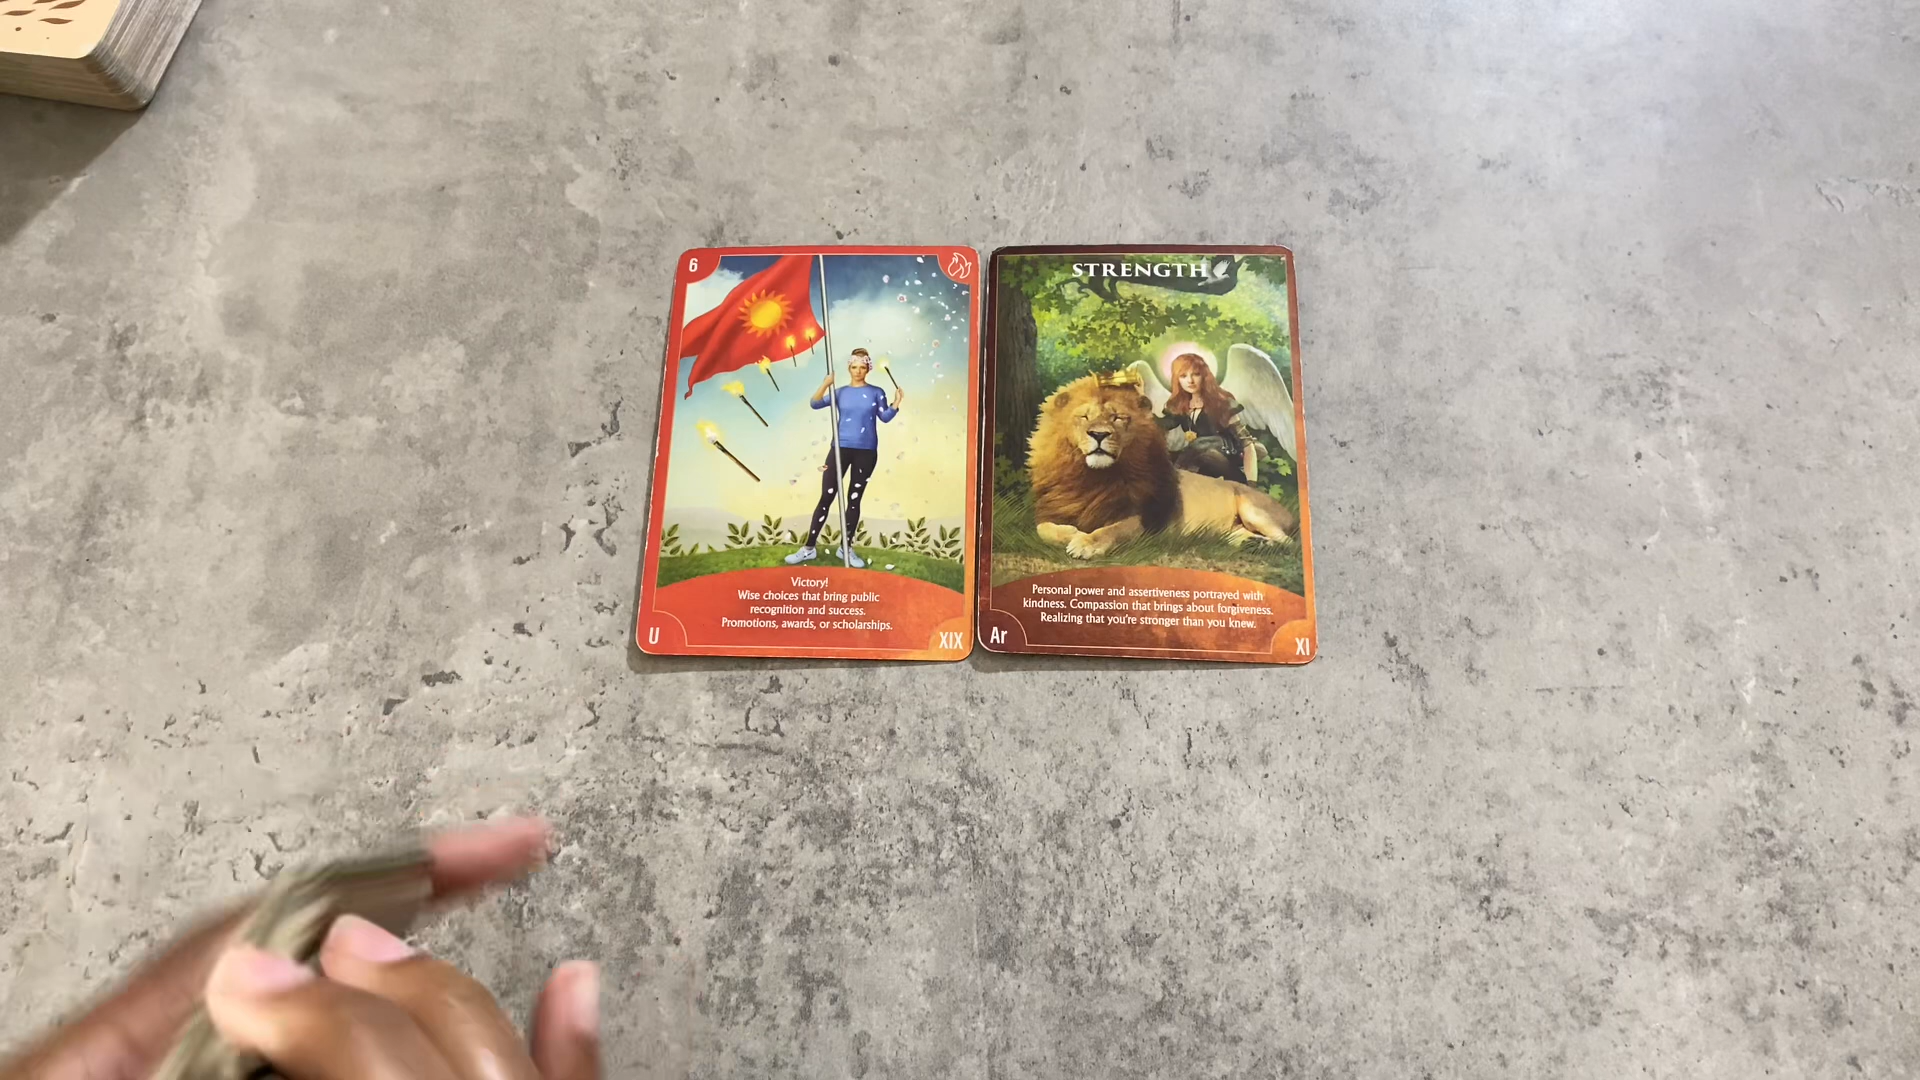 6
Victory!
Wise choices that bring public
recognition and success.
Promotions, awards, or scholarships.
U
XIX
STRENGTH
Personal power and assertiveness portrayed with
kindness. Compassion that brings about forgiveness.
Realizing that you're stronger than you knew.
Ar
XI